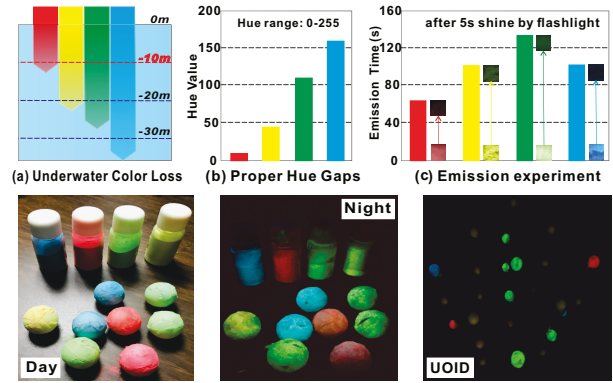 0m
-10m
-20m
-30m
(a) Underwater Color Loss
Hue range: 0-255
Hue Value
200
150
100
50
0
(b) Proper Hue Gaps
after 5s shine by flashlight
Emission Time(s)
160
120
80
40
0
(c) Emission experiment
Day
Night
UOID